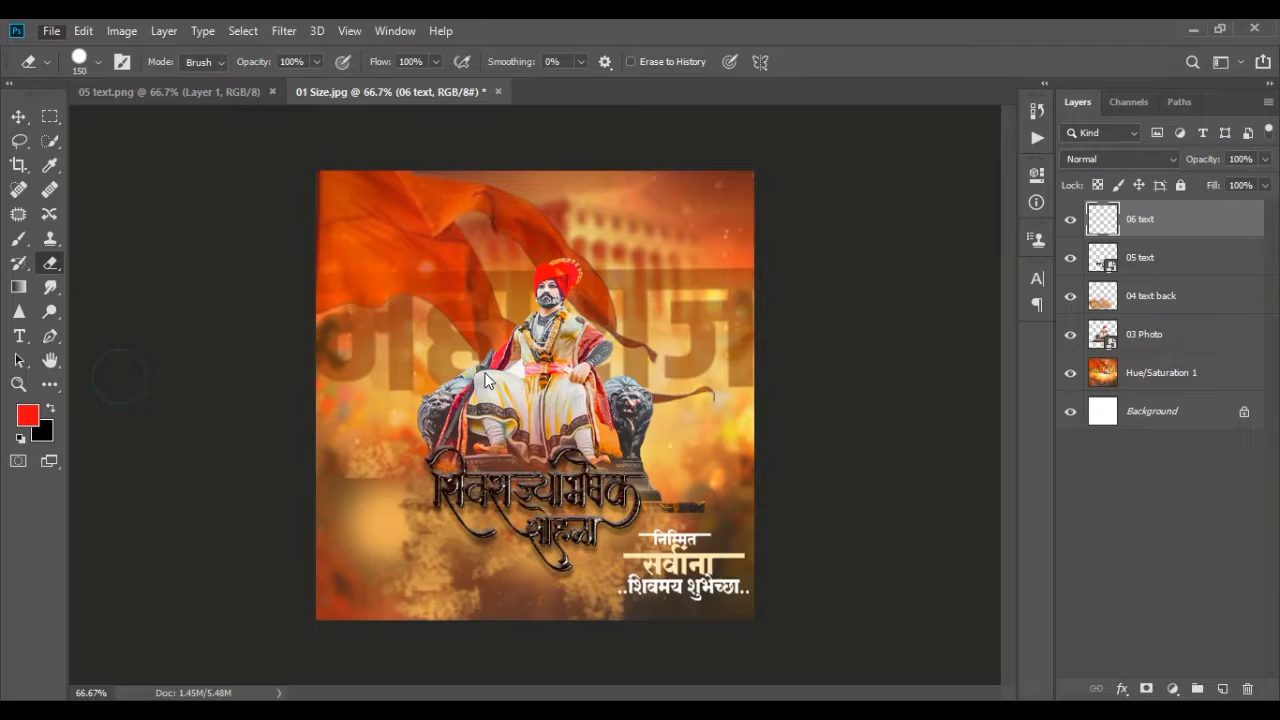 File Edit Image Layer Type Select Filter 3D View Window Help
150 Mode: Brush Opacity: 100% Flow: 100% Smoothing: 0% Erase to History
05 text.png @ 66.7% (Layer 1, RGB/8) × 01 Size.jpg @ 66.7% (06 text, RGB/8#) * ×
Layers Channels Paths
Kind
Normal Opacity: 100%
Lock: Fill: 100%
06 text
05 text
04 text back
03 Photo
Hue/Saturation 1
Background
शिवराज्याभिषेक
सोहळा
निम्मित
सर्वांना
..शिवमय शुभेच्छा..
66.67% Doc: 1.45M/5.48M